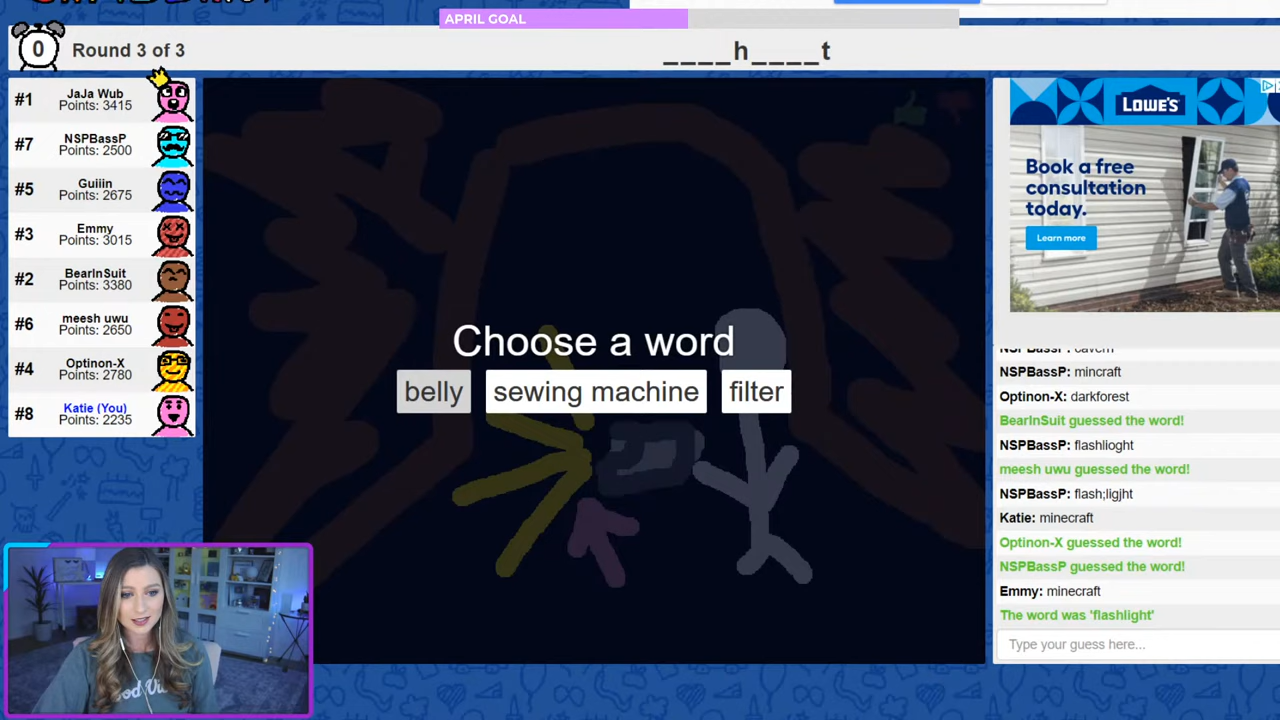 APRIL GOAL
0
Round 3 of 3
____h____t
#1
JaJa Wub
Points: 3415
#7
NSPBassP
Points: 2500
#5
Guiiin
Points: 2675
#3
Emmy
Points: 3015
#2
BearInSuit
Points: 3380
#6
meesh uwu
Points: 2650
#4
Optinon-X
Points: 2780
#8
Katie (You)
Points: 2235
Choose a word
belly
sewing machine
filter
LOWE'S
Book a free
consultation
today.
Learn more
NSPBassP: cavern
NSPBassP: mincraft
Optinon-X: darkforest
BearInSuit guessed the word!
NSPBassP: flashlioght
meesh uwu guessed the word!
NSPBassP: flash;ligjht
Katie: minecraft
Optinon-X guessed the word!
NSPBassP guessed the word!
Emmy: minecraft
The word was 'flashlight'
Type your guess here...